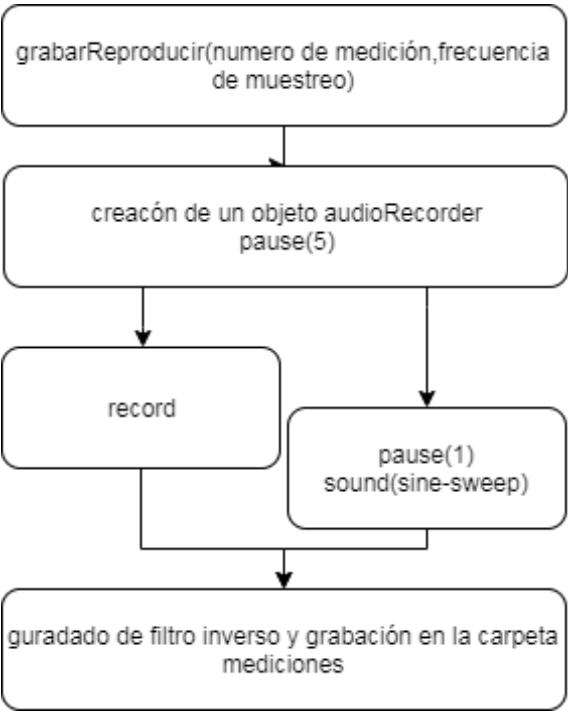 grabarReproducir(numero de medición,frecuencia
de muestreo)
creacón de un objeto audioRecorder
pause(5)
record
pause(1)
sound(sine-sweep)
guradado de filtro inverso y grabación en la carpeta
mediciones